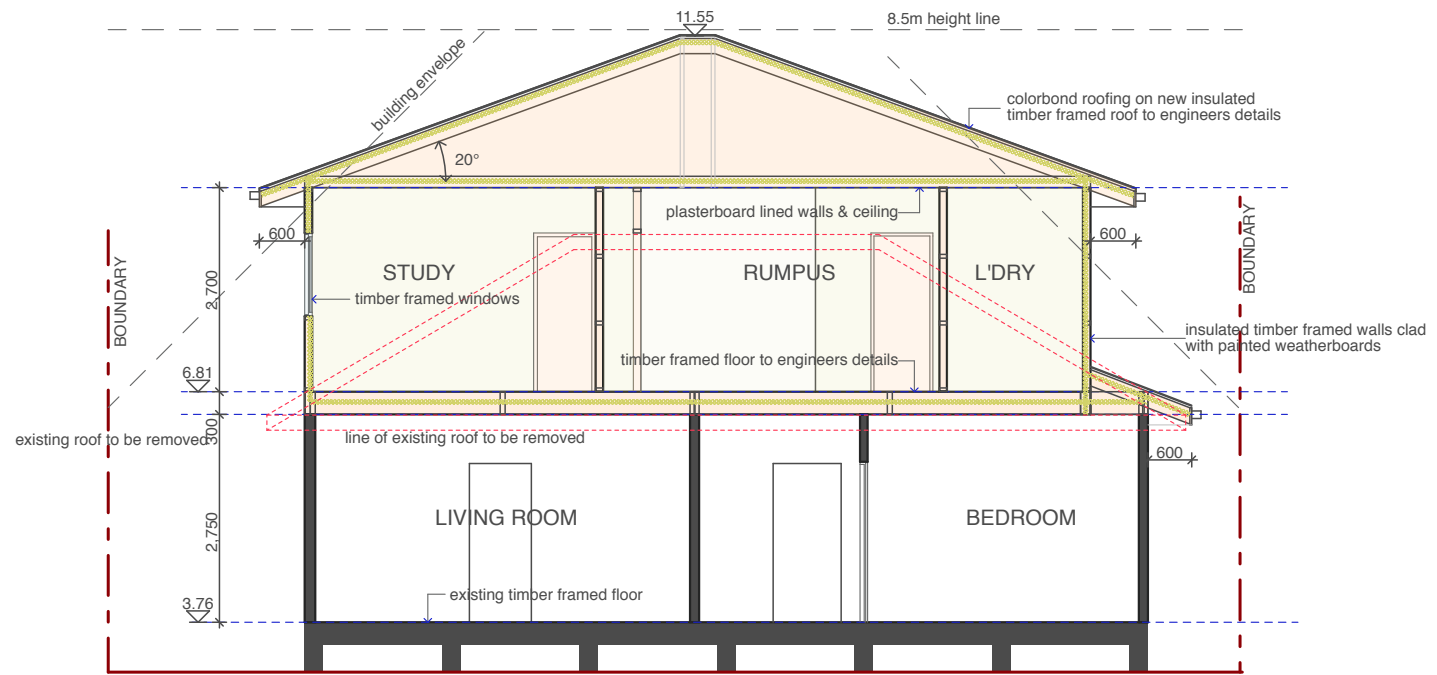 11.55
8.5m height line
building envelope
colorbond roofing on new insulated
timber framed roof to engineers details
20°
plasterboard lined walls & ceiling
600
600
BOUNDARY
BOUNDARY
STUDY
RUMPUS
L'DRY
2,700
timber framed windows
insulated timber framed walls clad
with painted weatherboards
timber framed floor to engineers details
6.81
existing roof to be removed
300
line of existing roof to be removed
600
LIVING ROOM
BEDROOM
2,750
existing timber framed floor
3.76